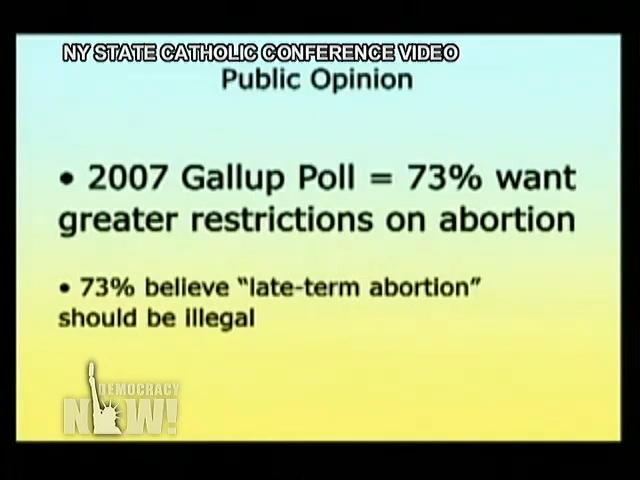 NY STATE CATHOLIC CONFERENCE VIDEO
Public Opinion
• 2007 Gallup Poll = 73% want
greater restrictions on abortion
• 73% believe “late-term abortion”
should be illegal
DEMOCRACY
NOW!